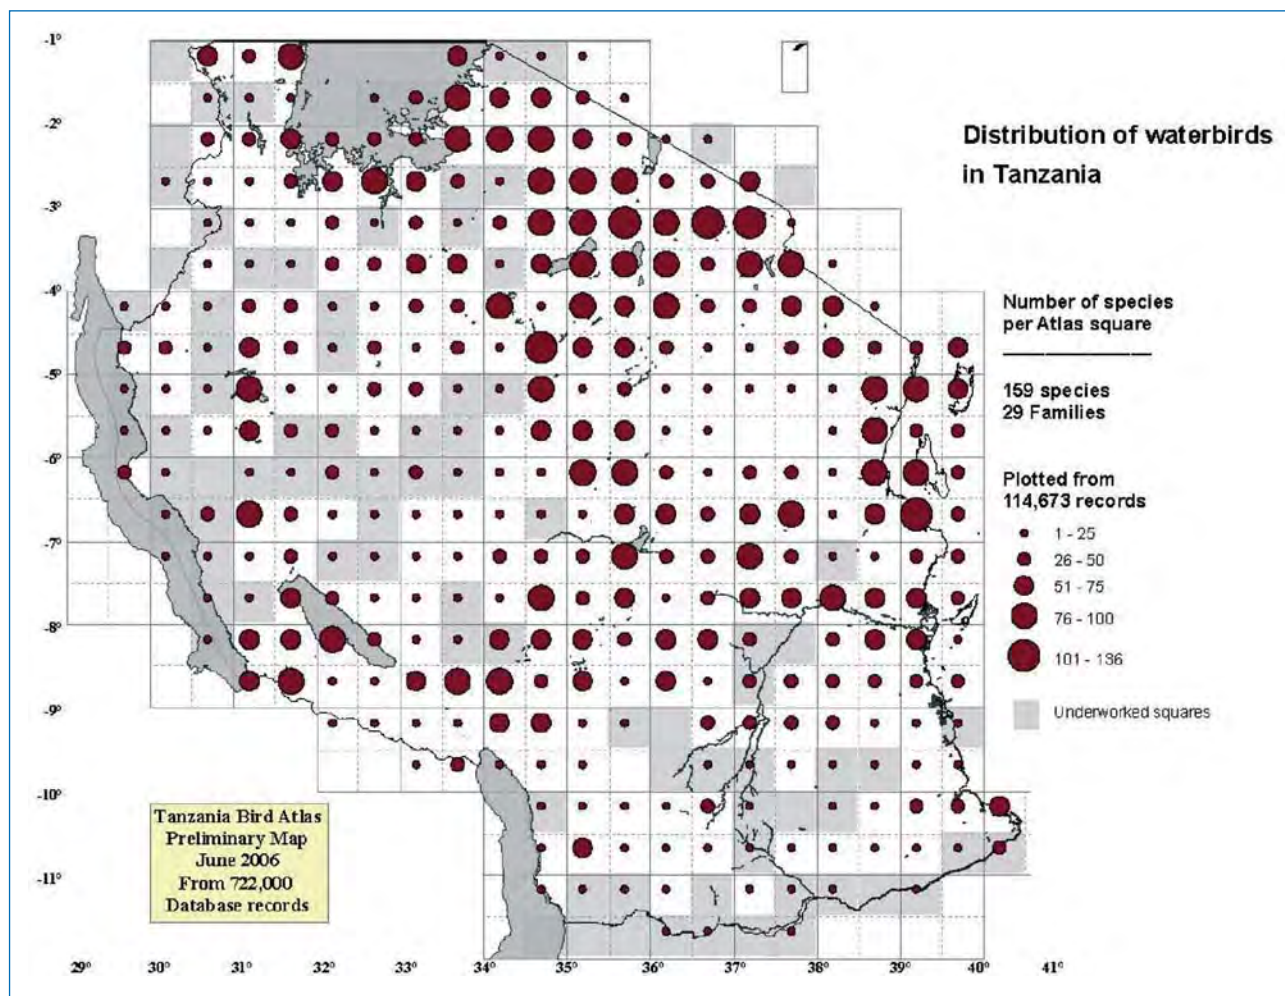 Distribution of waterbirds
in Tanzania
-1°
-2°
-3°
-4°
-5°
-6°
-7°
-8°
-9°
-10°
-11°
Number of species
per Atlas square
159 species
29 Families
Plotted from
114,673 records
1 - 25
26 - 50
51 - 75
76 - 100
101 - 136
Underworked squares
Tanzania Bird Atlas
Preliminary Map
June 2006
From 722,000
Database records
29° 30° 31° 32° 33° 34° 35° 36° 37° 38° 39° 40° 41°